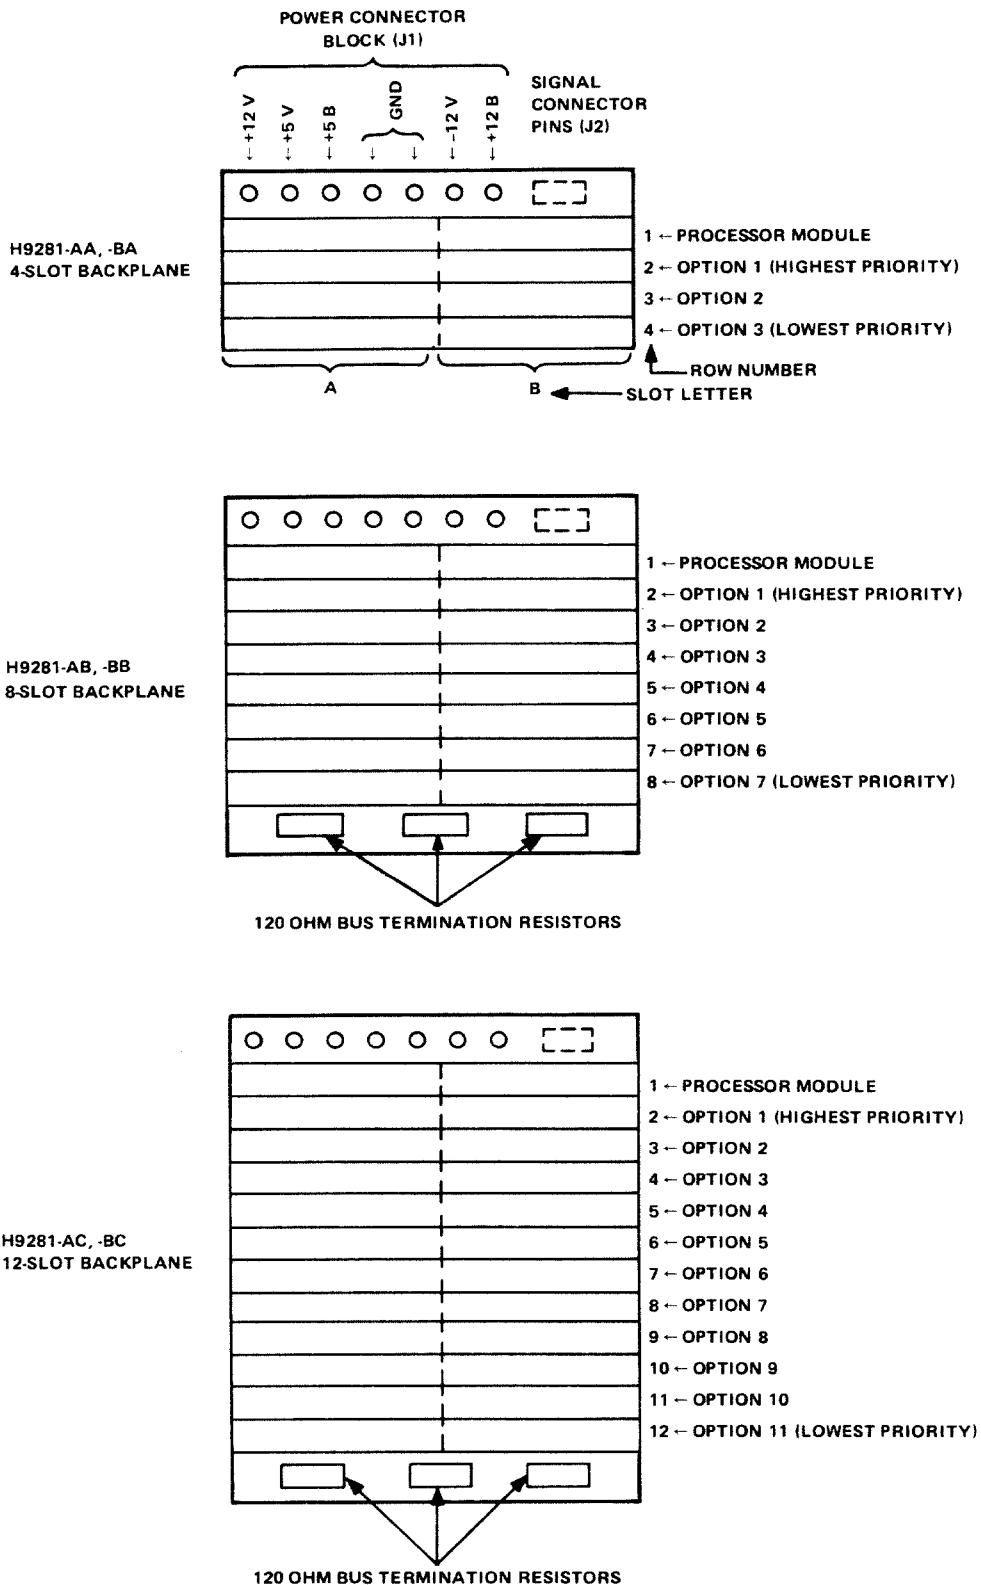 POWER CONNECTOR
BLOCK (J1)
←+12 V
←+5 V
←+5 B
GND
←-12 V
←+12 B
SIGNAL
CONNECTOR
PINS (J2)
H9281-AA, -BA
4-SLOT BACKPLANE
1 ← PROCESSOR MODULE
2 ← OPTION 1 (HIGHEST PRIORITY)
3 ← OPTION 2
4 ← OPTION 3 (LOWEST PRIORITY)
ROW NUMBER
A
B
SLOT LETTER
H9281-AB, -BB
8-SLOT BACKPLANE
1 ← PROCESSOR MODULE
2 ← OPTION 1 (HIGHEST PRIORITY)
3 ← OPTION 2
4 ← OPTION 3
5 ← OPTION 4
6 ← OPTION 5
7 ← OPTION 6
8 ← OPTION 7 (LOWEST PRIORITY)
120 OHM BUS TERMINATION RESISTORS
H9281-AC, -BC
12-SLOT BACKPLANE
1 ← PROCESSOR MODULE
2 ← OPTION 1 (HIGHEST PRIORITY)
3 ← OPTION 2
4 ← OPTION 3
5 ← OPTION 4
6 ← OPTION 5
7 ← OPTION 6
8 ← OPTION 7
9 ← OPTION 8
10 ← OPTION 9
11 ← OPTION 10
12 ← OPTION 11 (LOWEST PRIORITY)
120 OHM BUS TERMINATION RESISTORS